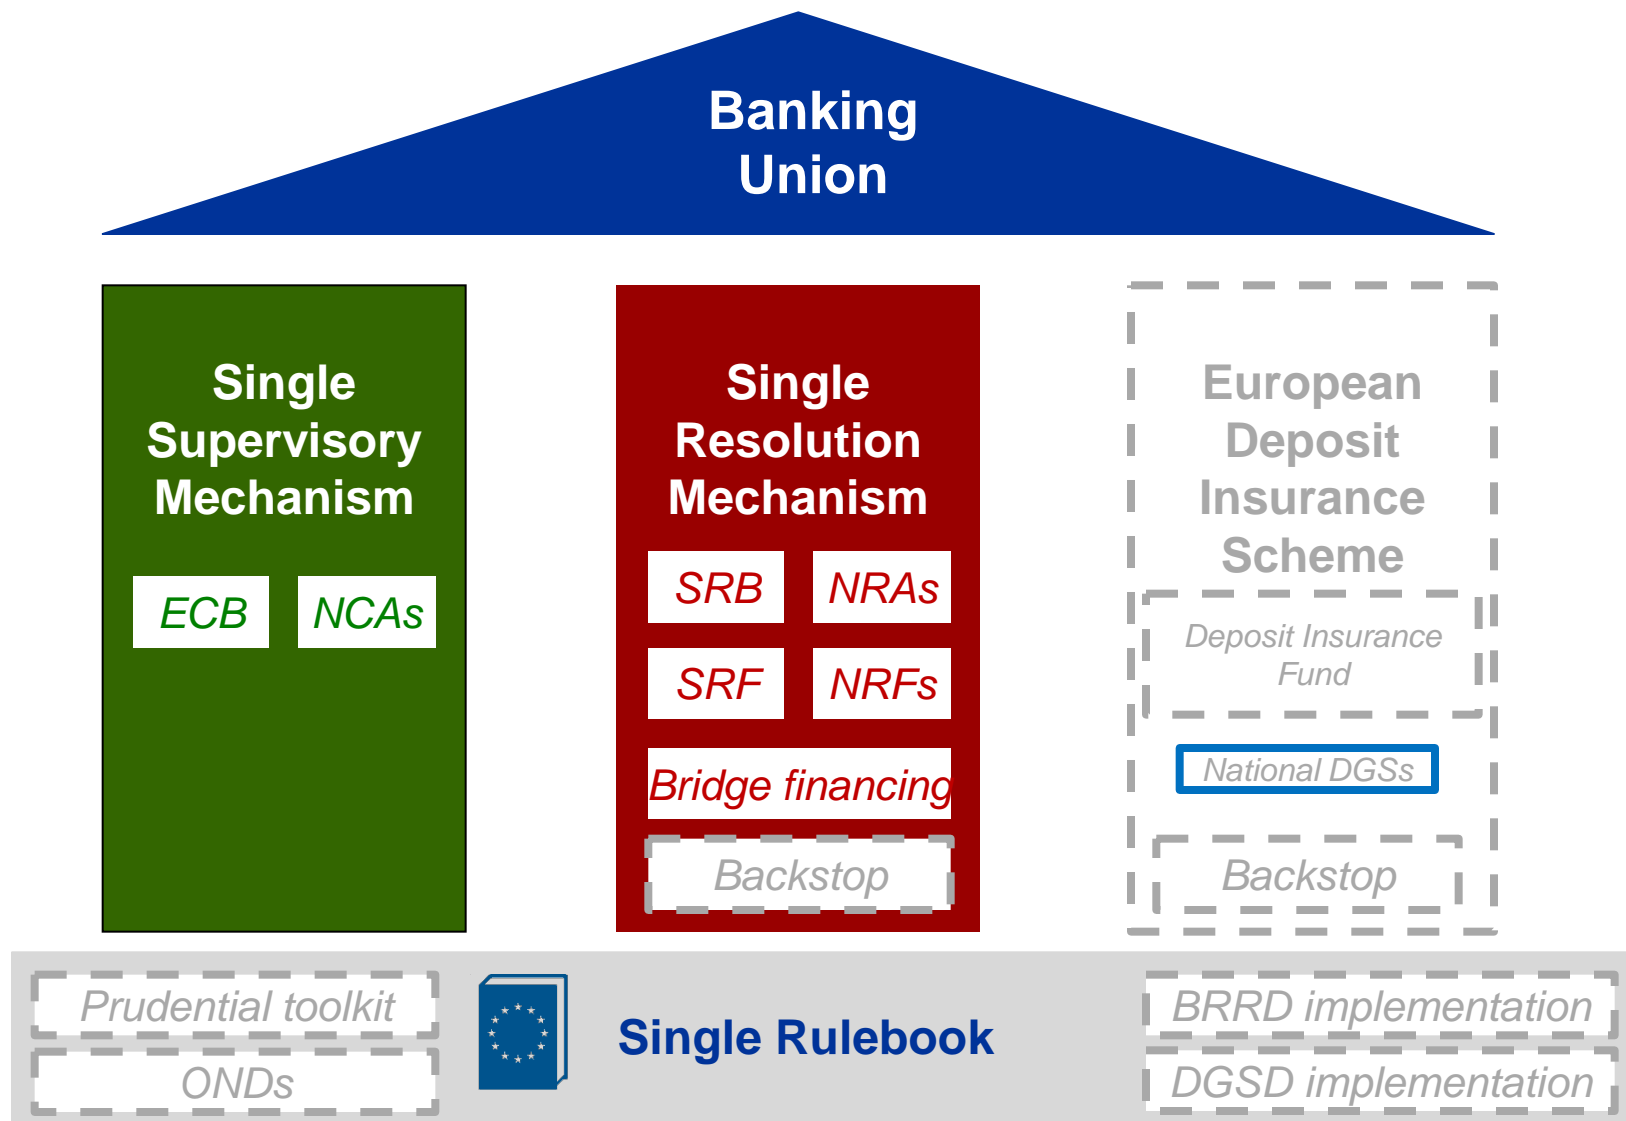 Banking
Union
Single
Supervisory
Mechanism
ECB
NCAs
Single
Resolution
Mechanism
SRB
NRAs
SRF
NRFs
Bridge financing
Backstop
European
Deposit
Insurance
Scheme
Deposit Insurance
Fund
National DGSs
Backstop
Prudential toolkit
ONDs
Single Rulebook
BRRD implementation
DGSD implementation